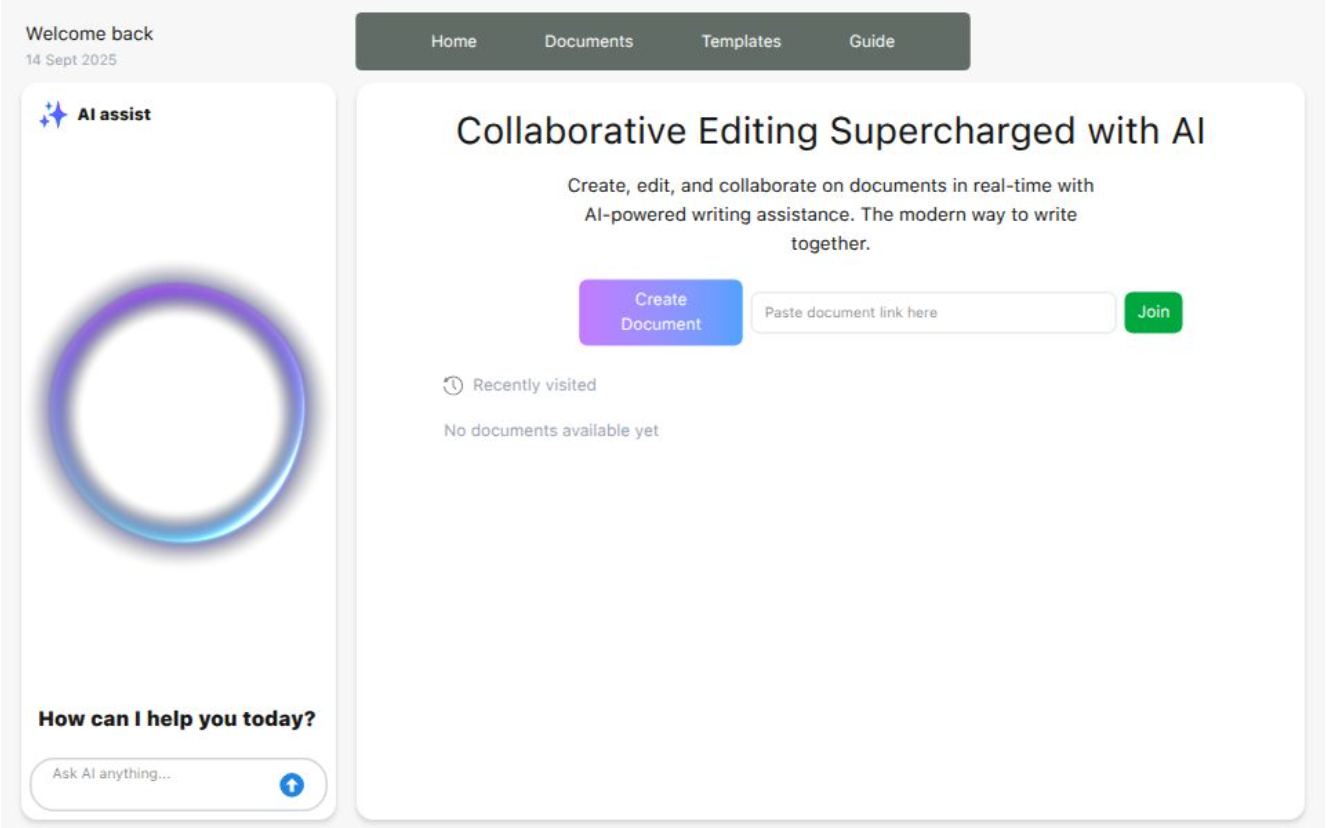 Welcome back
14 Sept 2025
Home Documents Templates Guide
AI assist
How can I help you today?
Ask AI anything...
Collaborative Editing Supercharged with AI
Create, edit, and collaborate on documents in real-time with
AI-powered writing assistance. The modern way to write
together.
Create
Document
Paste document link here
Join
Recently visited
No documents available yet